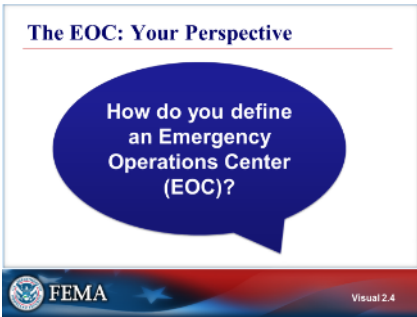 The EOC: Your Perspective
How do you define
an Emergency
Operations Center
(EOC)?
FEMA
Visual 2.4